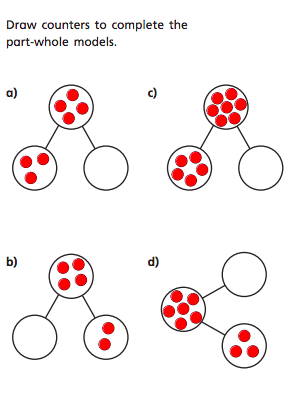 Draw counters to complete the
part-whole models.
a)
c)
b)
d)